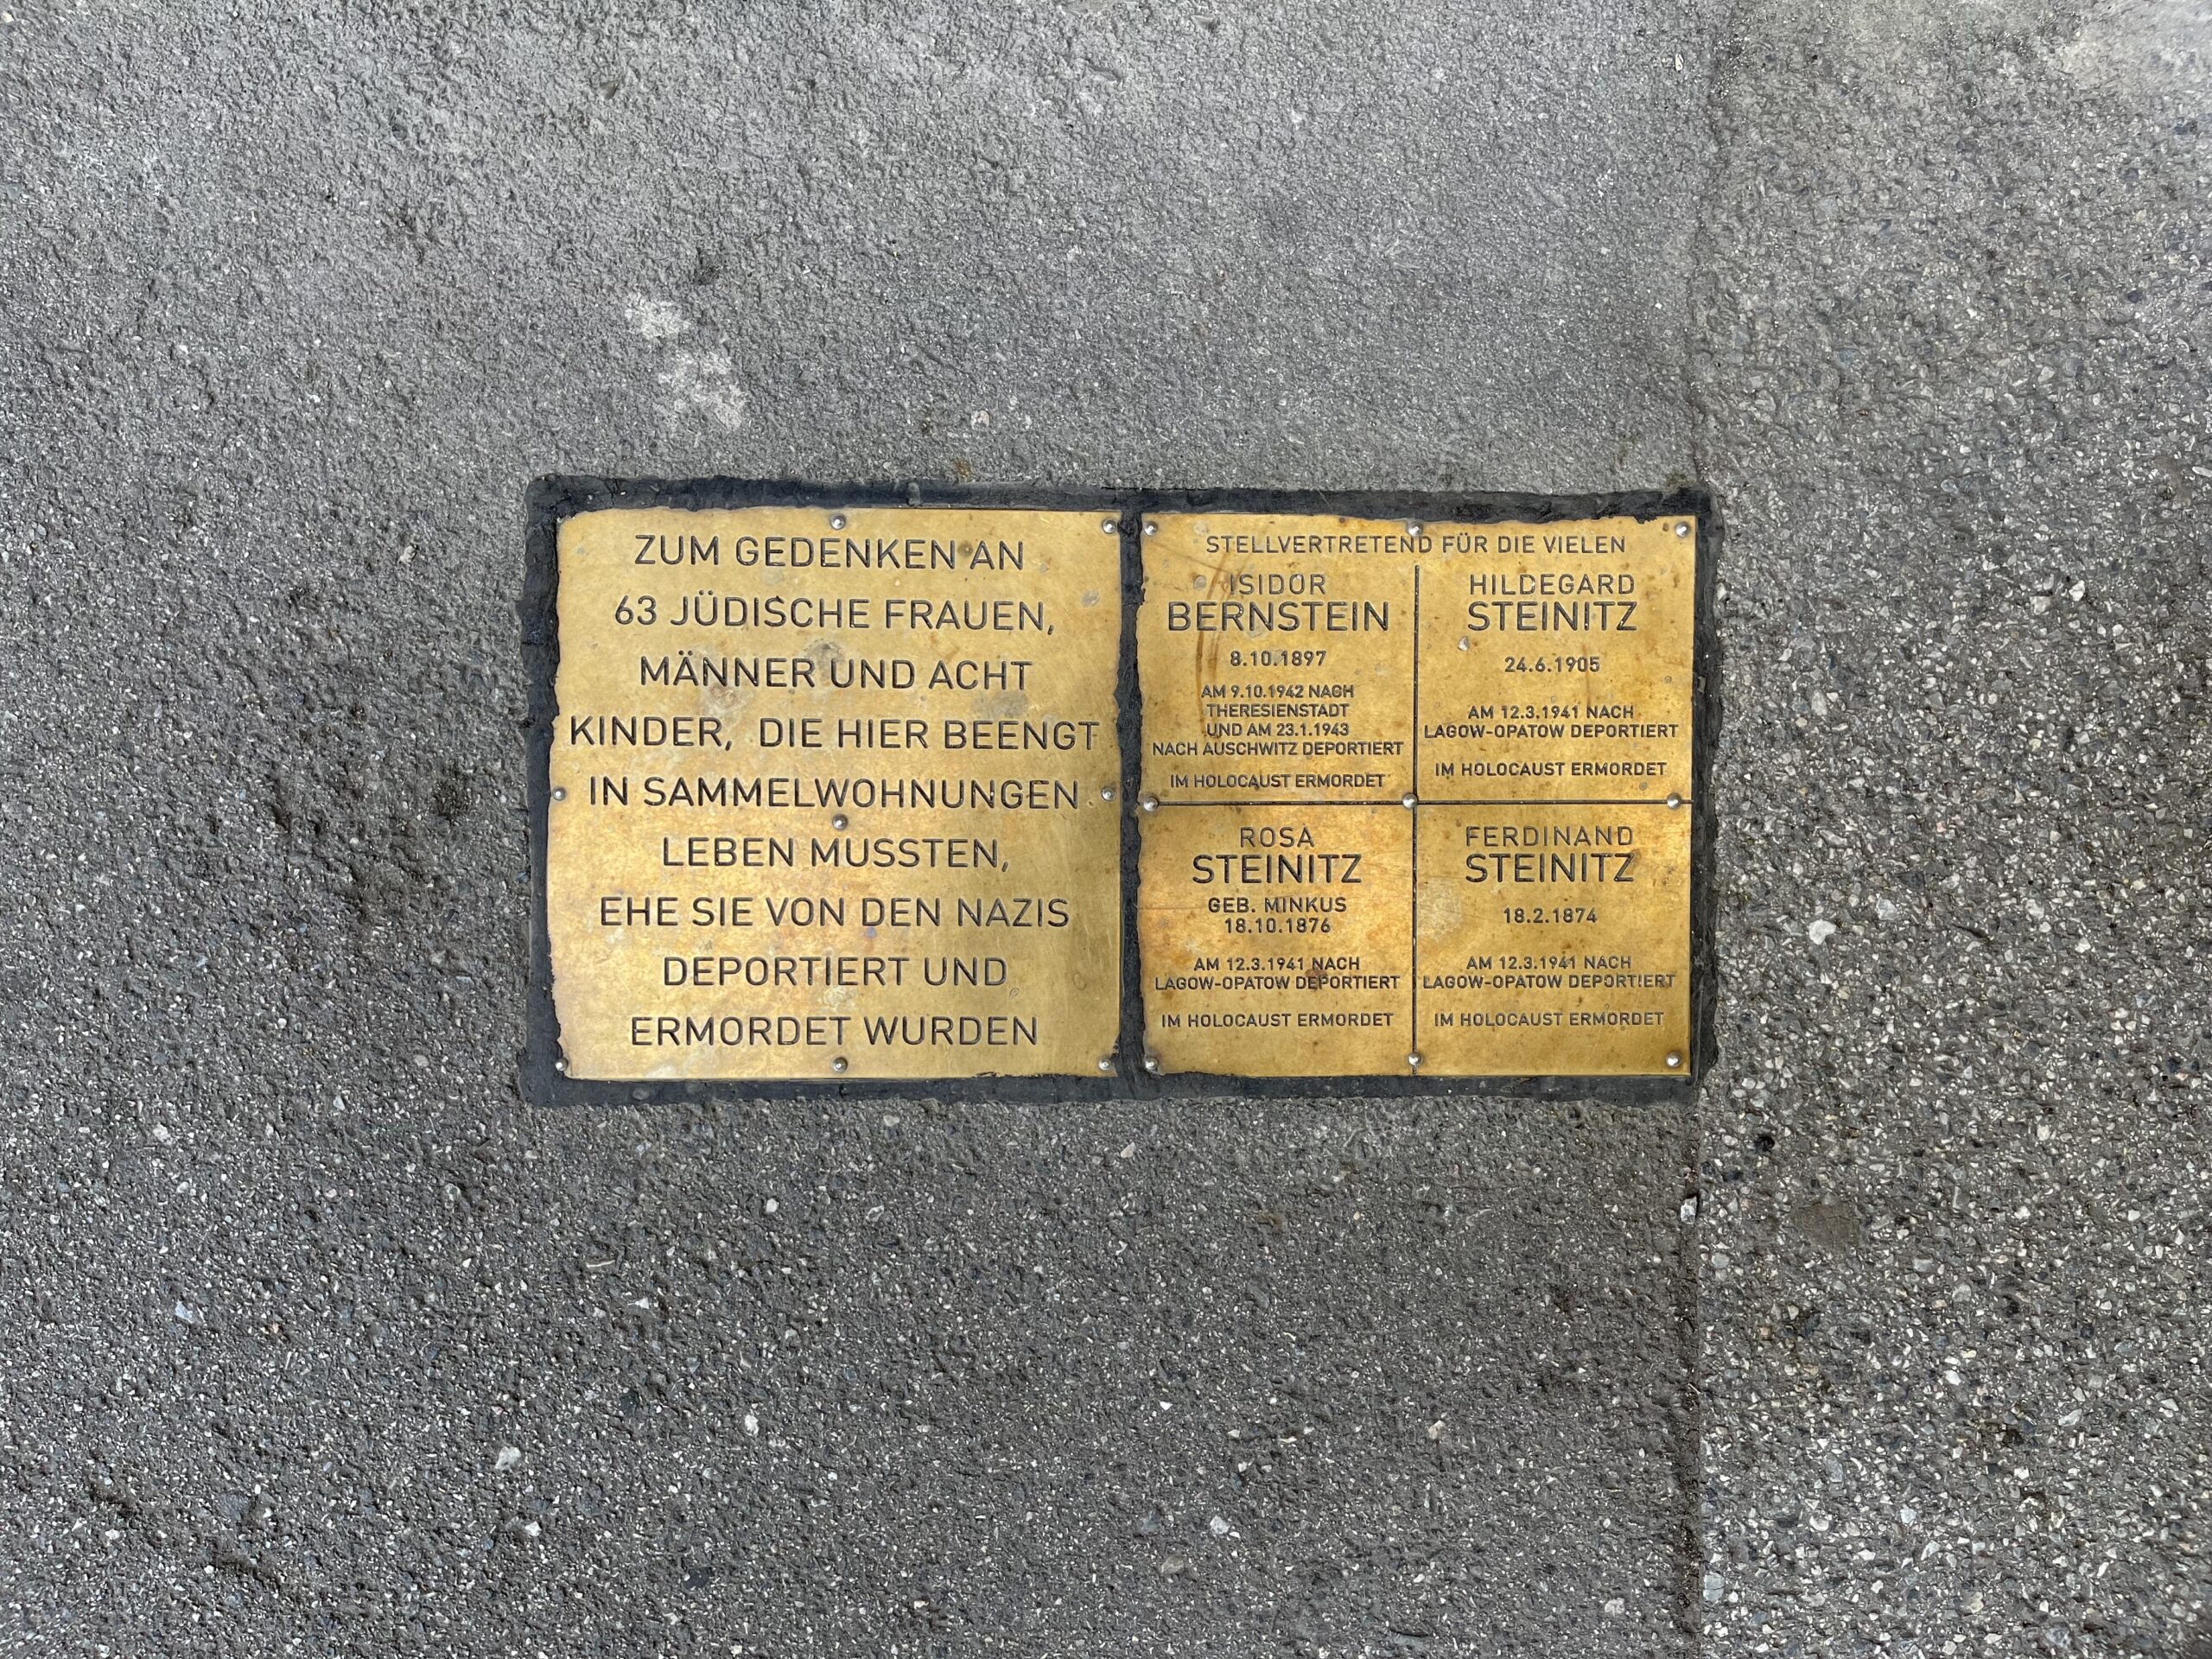 ZUM GEDENKEN AN
63 JÜDISCHE FRAUEN,
MÄNNER UND ACHT
KINDER, DIE HIER BEENGT
IN SAMMELWOHNUNGEN
LEBEN MUSSTEN,
EHE SIE VON DEN NAZIS
DEPORTIERT UND
ERMORDET WURDEN
STELLVERTRETEND FÜR DIE VIELEN
ISIDOR
BERNSTEIN
8.10.1897
AM 9.10.1942 NACH
THERESIENSTADT
UND AM 23.1.1943
NACH AUSCHWITZ DEPORTIERT
IM HOLOCAUST ERMORDET
HILDEGARD
STEINITZ
24.6.1905
AM 12.3.1941 NACH
LAGOW-OPATOW DEPORTIERT
IM HOLOCAUST ERMORDET
ROSA
STEINITZ
GEB. MINKUS
18.10.1876
AM 12.3.1941 NACH
LAGOW-OPATOW DEPORTIERT
IM HOLOCAUST ERMORDET
FERDINAND
STEINITZ
18.2.1874
AM 12.3.1941 NACH
LAGOW-OPATOW DEPORTIERT
IM HOLOCAUST ERMORDET